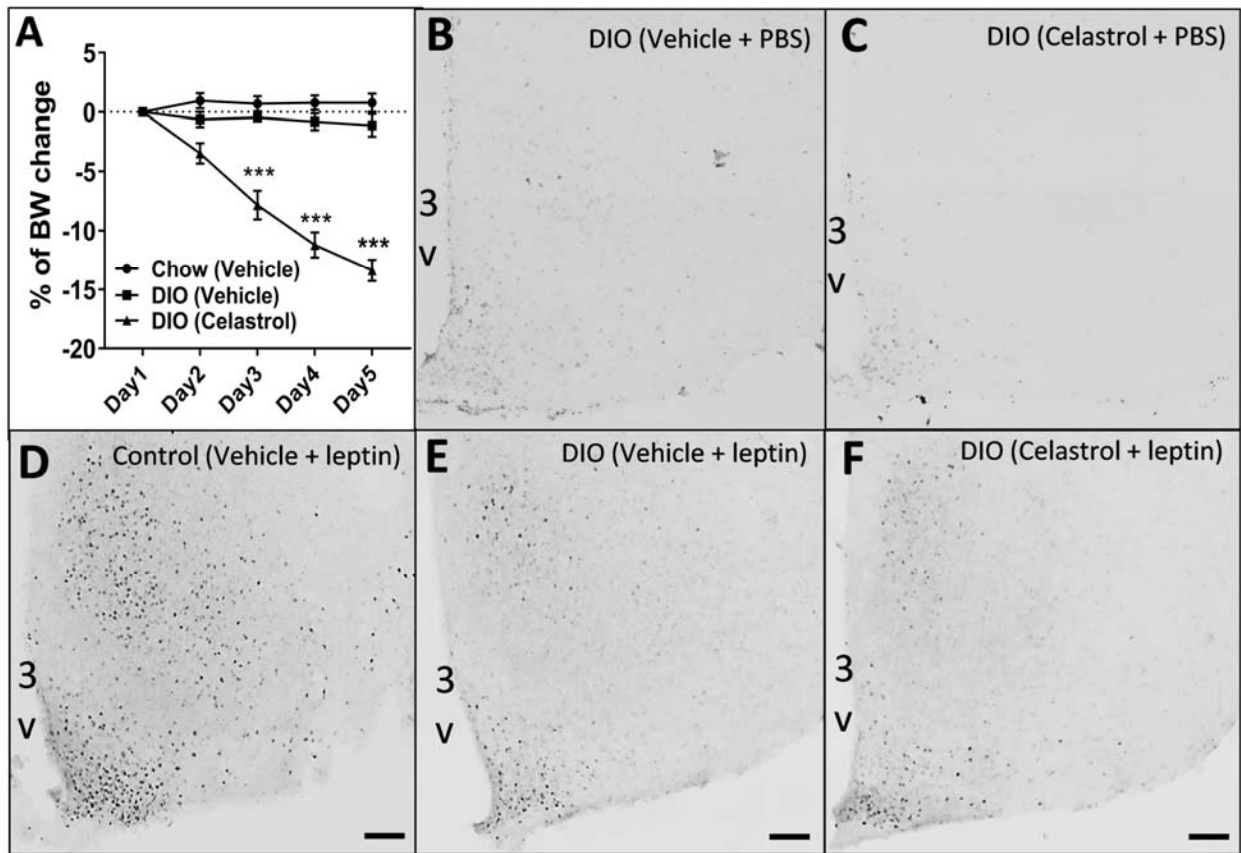 A
% of BW change
5
0
-5
-10
-15
-20
***
***
***
Chow (Vehicle)
DIO (Vehicle)
DIO (Celastrol)
Day1
Day2
Day3
Day4
Day5
B
DIO (Vehicle + PBS)
3
v
C
DIO (Celastrol + PBS)
3
v
D
Control (Vehicle + leptin)
3
v
E
DIO (Vehicle + leptin)
3
v
F
DIO (Celastrol + leptin)
3
v